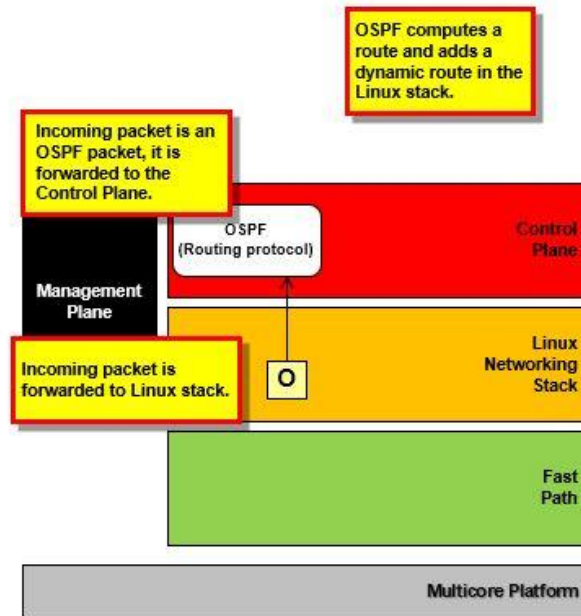 OSPF computes a
route and adds a
dynamic route in the
Linux stack.
Incoming packet is an
OSPF packet, it is
forwarded to the
Control Plane.
OSPF
(Routing protocol)
Control
Plane
Management
Plane
Incoming packet is
forwarded to Linux stack.
O
Linux
Networking
Stack
Fast
Path
Multicore Platform